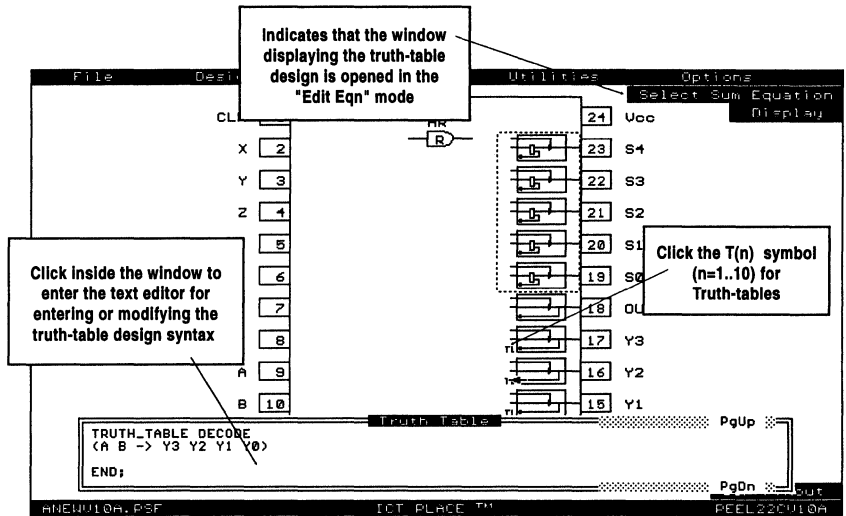 Indicates that the window
displaying the truth-table
design is opened in the
"Edit Eqn" mode
File Utilities Options
Select Sum Equation
Display
24 Vcc
R
X 2 23 S4
Y 3 22 S3
Z 4 21 S2
5 20 S1
6 19 S0
7 18
8 T1 17 Y3
A 9 16 Y2
B 10 T1 15 Y1
Click inside the window to
enter the text editor for
entering or modifying the
truth-table design syntax
Click the T(n) symbol
(n=1..10) for
Truth-tables
Truth Table
PgUp
TRUTH_TABLE DECODE
(A B -> Y3 Y2 Y1 Y0)
END;
PgDn
ANEWV10A.PSF ICT PLACE TM PEEL22CV10A